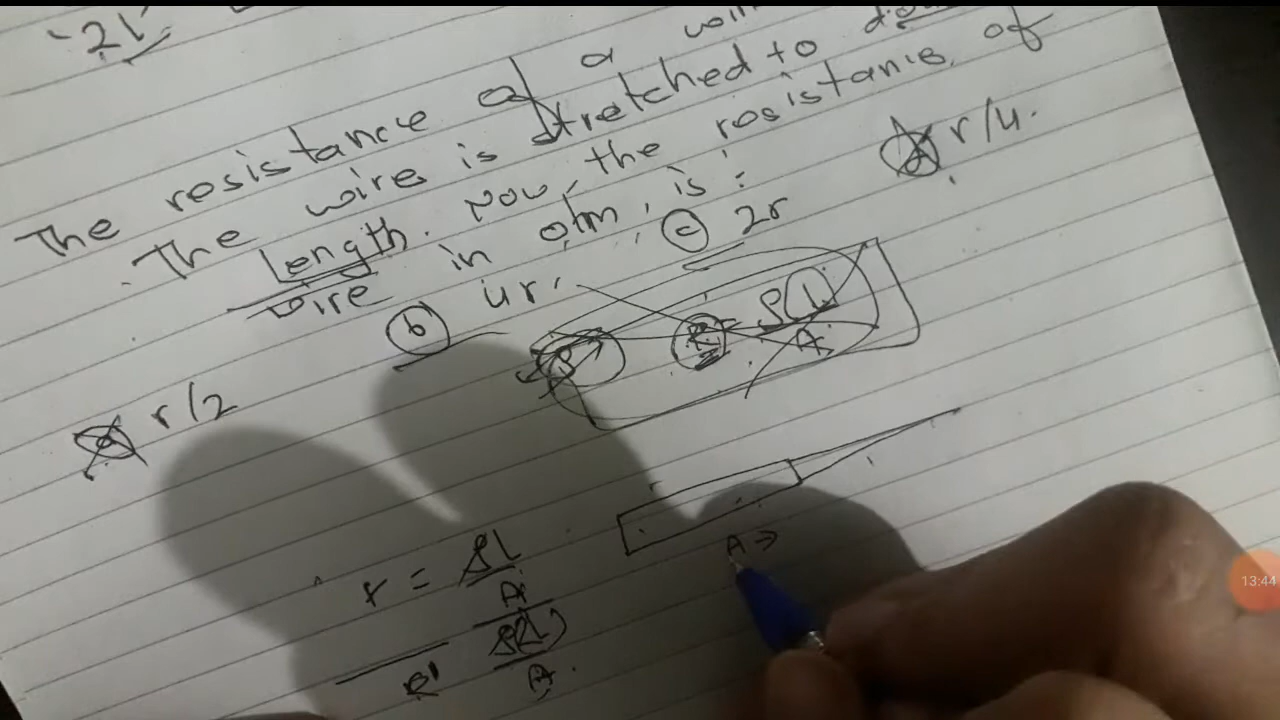 The resistance of a
The wire is stretched to
length. Now, the resistance of
wire in ohm, is:
r/2
b 4r.
c 2r
r/4.
R = ρl
A
r = ρl
A
A ⇒
13:44